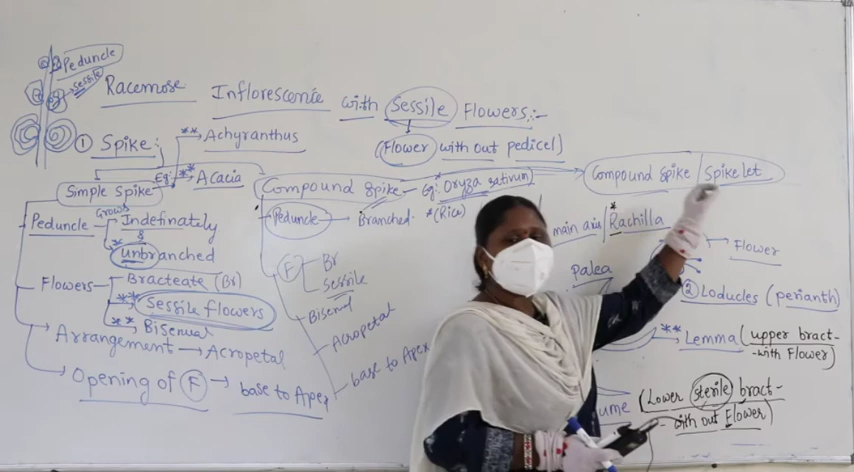 Peduncle
sessile
Racemose Inflorescenie with Sessile Flowers:-
(Flower with out pedicel)
① Spike:
Eg: ** Achyranthus
** Acacia
Simple Spike
Peduncle Grows Indefinately
&
* unbranched
Flowers Bracteate (Br)
** Sessile flowers
** Bisexual
Arrangement → Acropetal
Opening of F → base to Apex
Compound Spike - Eg: Oryza sativum
*(Rice)
Peduncle - Branched-
F Br
Sessile
Bisexual
Acropetal
base to Apex
Compound Spike / Spikelet
main axis / * Rachilla
Flower
Palea
② Loducles (perianth)
** Lemma (upper bract-
-with Flower)
ume (Lower sterile bract-
- with out Flower)